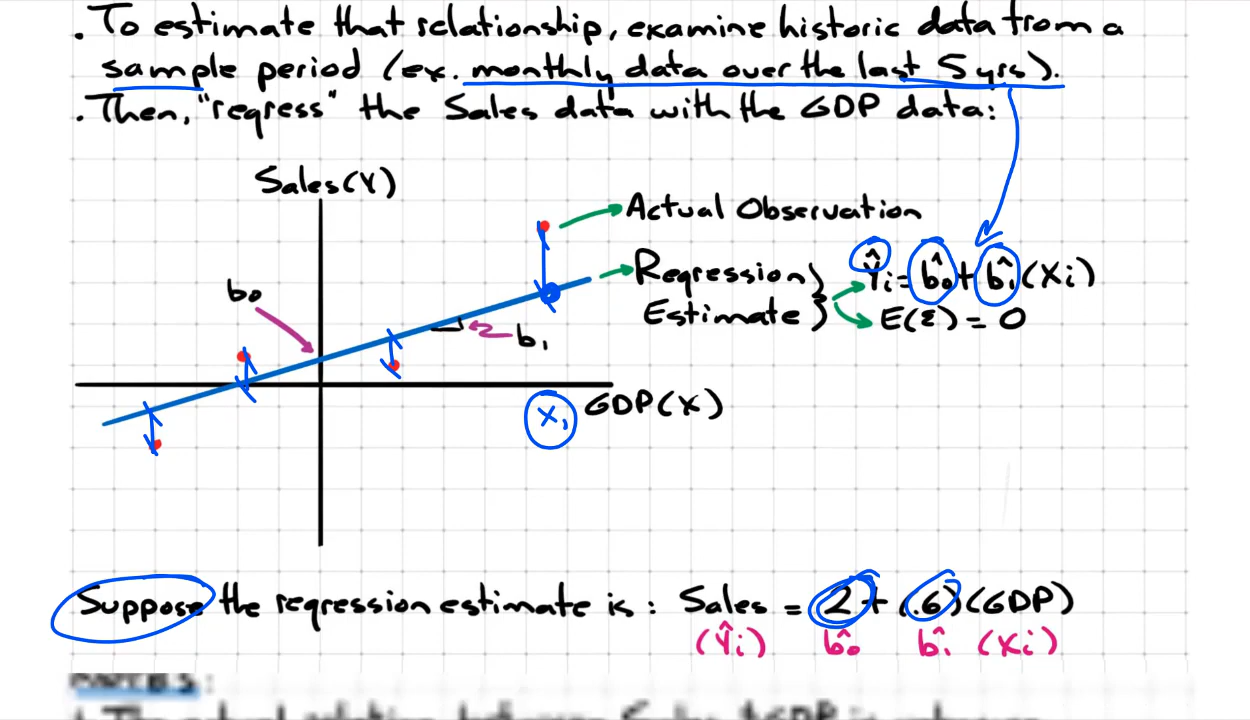 . To estimate that relationship, examine historic data from a
sample period (ex. monthly data over the last 5 yrs).
. Then, "regress" the Sales data with the GDP data:
Sales(Y)
Actual Observation
Regression
Estimate
Ŷi = b̂0 + b̂1(Xi)
E(ε) = 0
b0
b1
X1
GDP(X)
Suppose the regression estimate is : Sales = 2 + (.6)(GDP)
(Ŷi) b̂0 b̂1 (Xi)